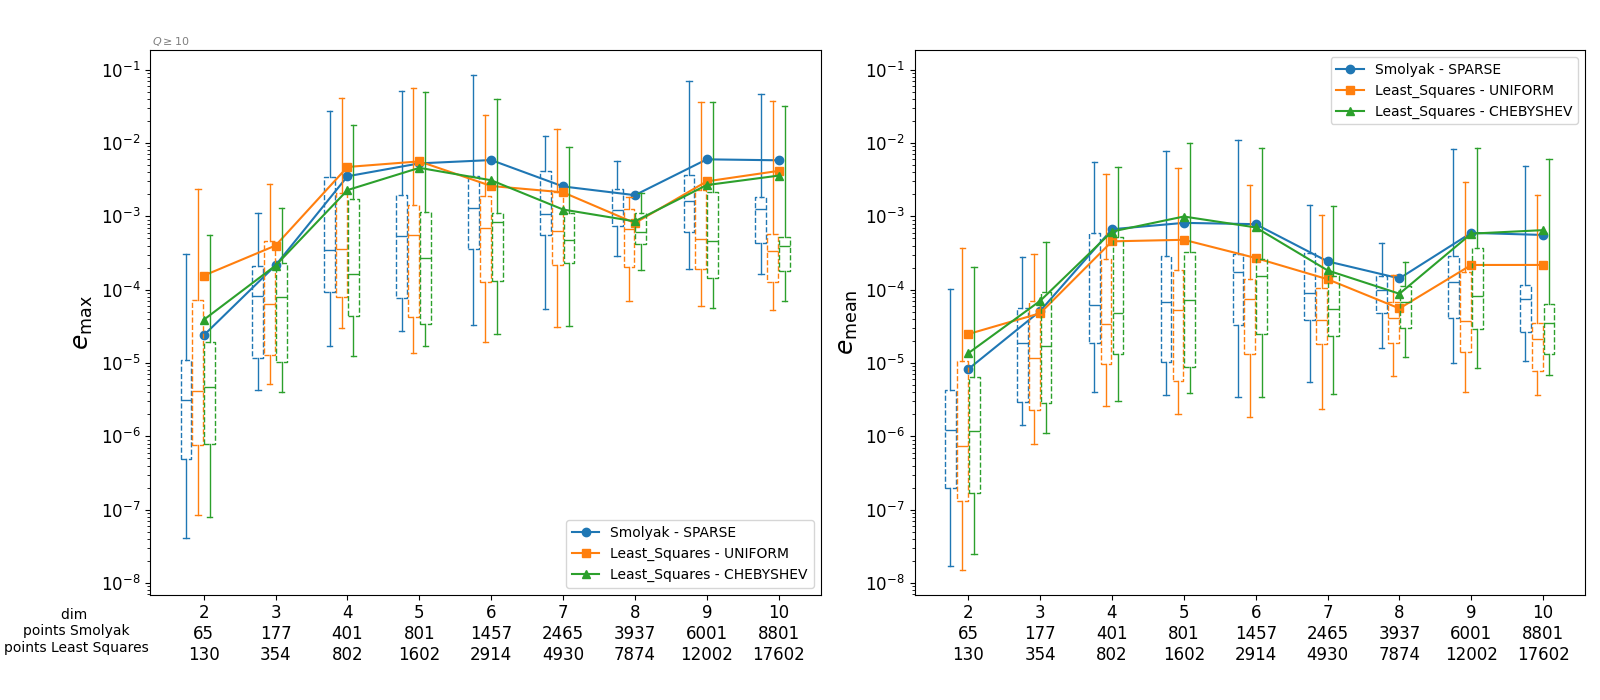 Q ≥ 10
10⁻¹
10⁻²
10⁻³
10⁻⁴
10⁻⁵
10⁻⁶
10⁻⁷
10⁻⁸
e_max
Smolyak - SPARSE
Least_Squares - UNIFORM
Least_Squares - CHEBYSHEV
dim 2 3 4 5 6 7 8 9 10
points Smolyak 65 177 401 801 1457 2465 3937 6001 8801
points Least Squares 130 354 802 1602 2914 4930 7874 12002 17602
10⁻¹
10⁻²
10⁻³
10⁻⁴
10⁻⁵
10⁻⁶
10⁻⁷
10⁻⁸
e_mean
Smolyak - SPARSE
Least_Squares - UNIFORM
Least_Squares - CHEBYSHEV
2 3 4 5 6 7 8 9 10
65 177 401 801 1457 2465 3937 6001 8801
130 354 802 1602 2914 4930 7874 12002 17602